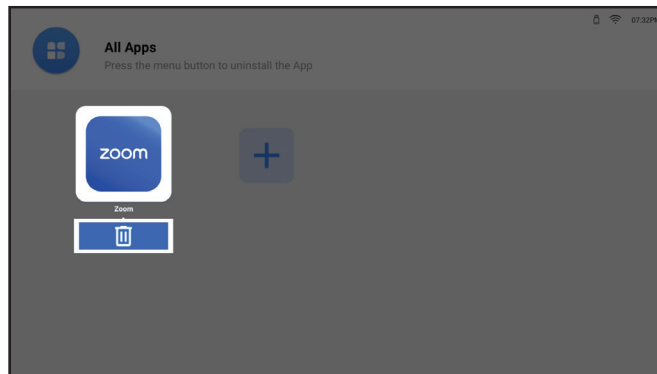 07:32PM
All Apps
Press the menu button to uninstall the App
zoom
Zoom